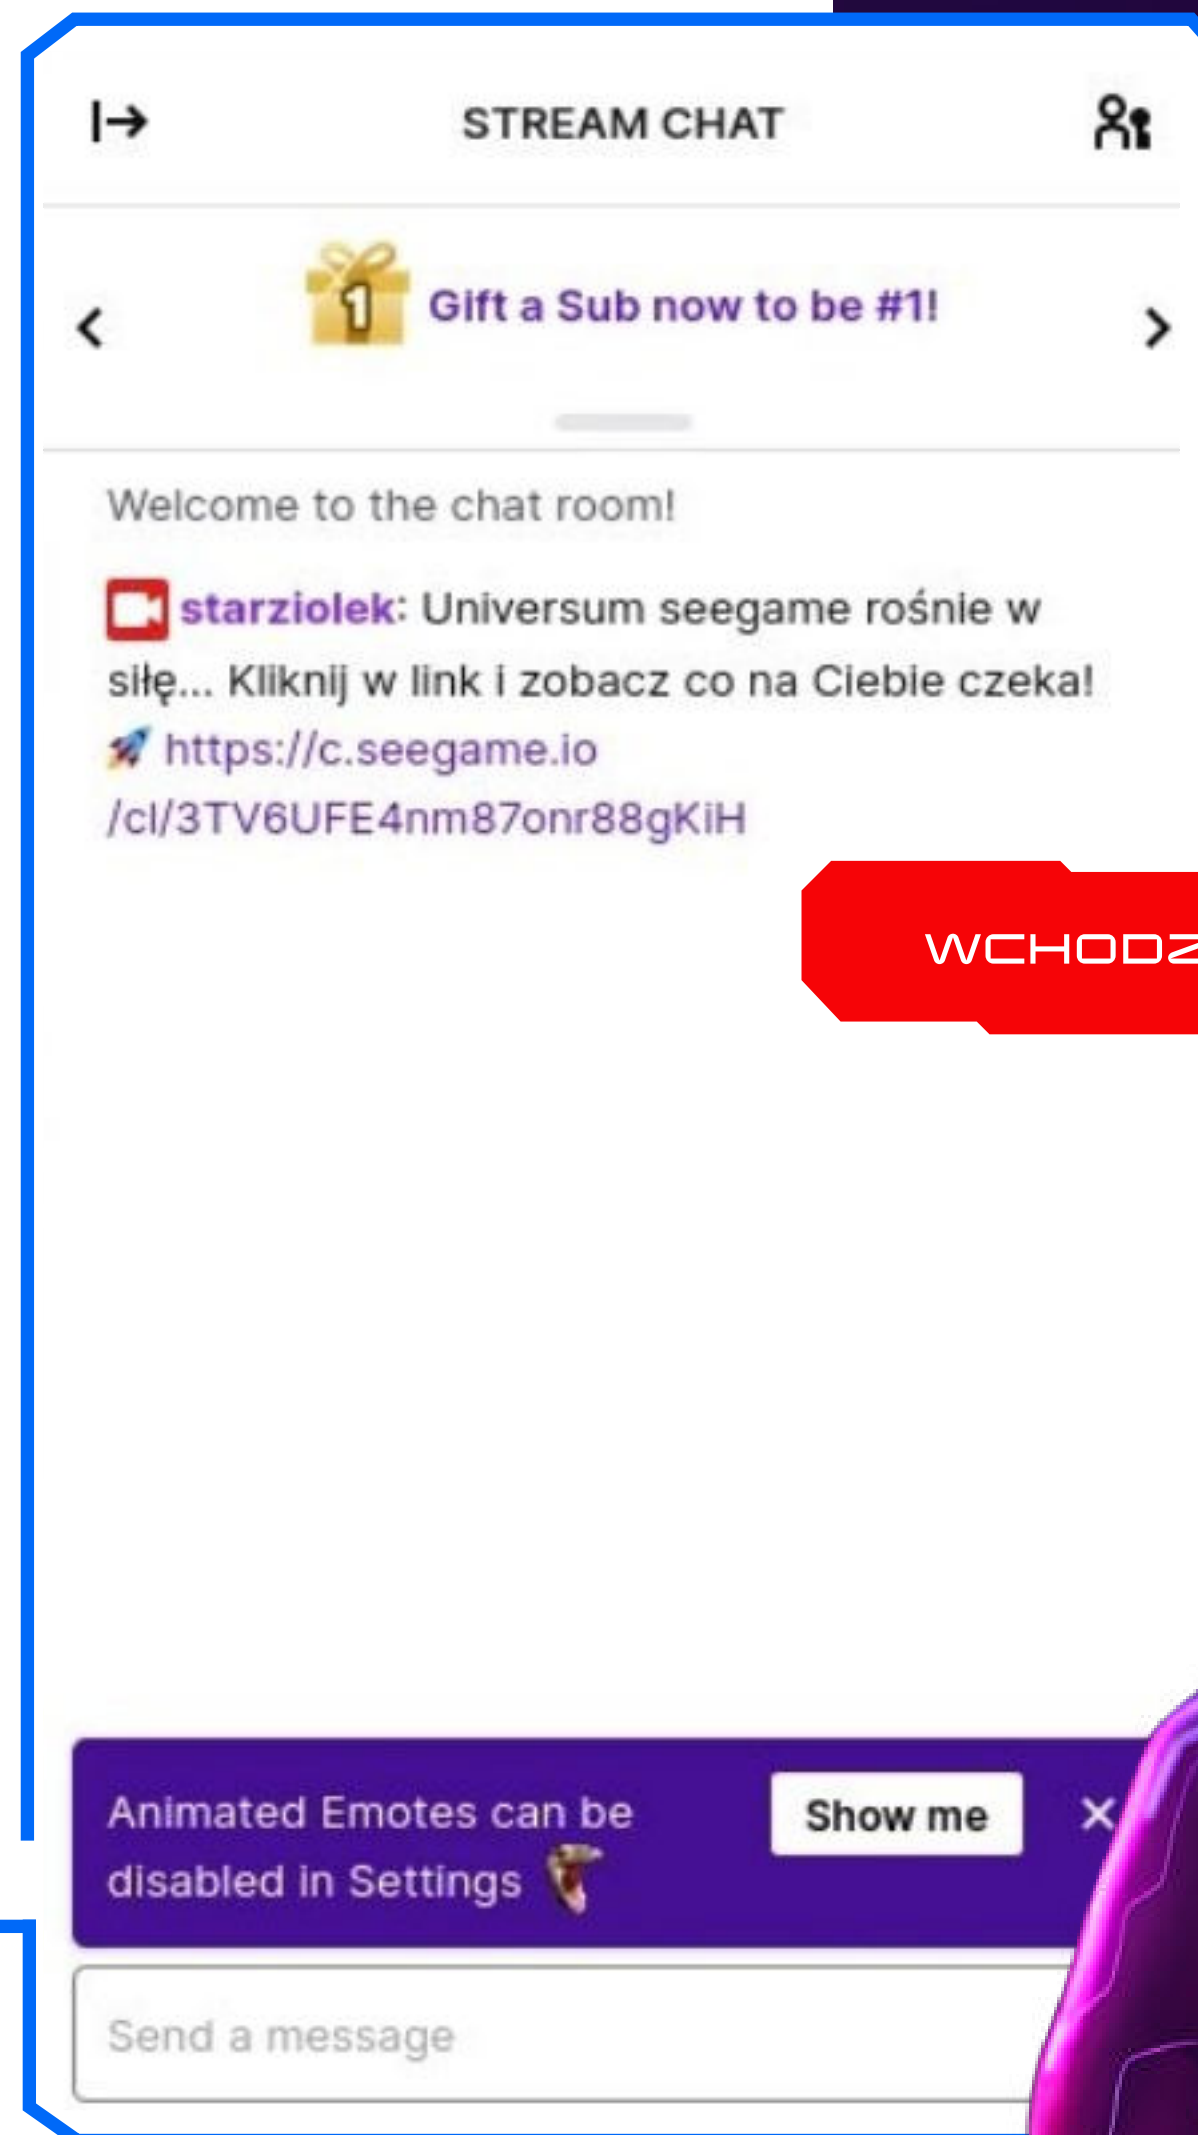 STREAM CHAT
1
Gift a Sub now to be #1!
Welcome to the chat room!
starziolek: Universum seegame rośnie w
siłę... Kliknij w link i zobacz co na Ciebie czeka!
https://c.seegame.io
/cl/3TV6UFE4nm87onr88gKiH
WCHODZ
Animated Emotes can be
disabled in Settings
Show me
Send a message